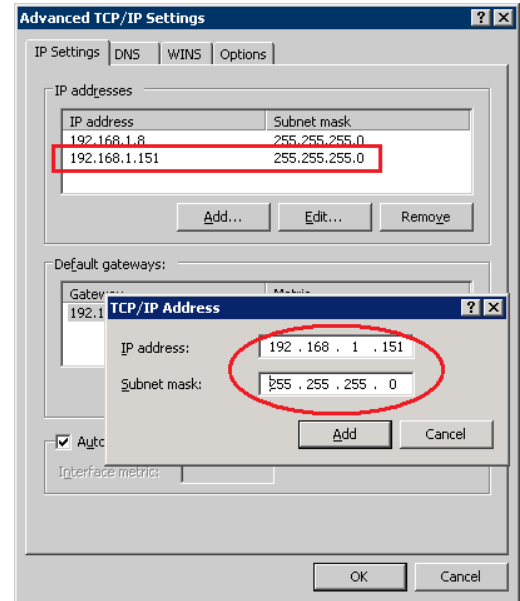 Advanced TCP/IP Settings
IP Settings DNS WINS Options
IP addresses
IP address Subnet mask
192.168.1.8 255.255.255.0
192.168.1.151 255.255.255.0
Add... Edit... Remove
Default gateways:
TCP/IP Address
192.1
IP address: 192 . 168 . 1 . 151
Subnet mask: 255 . 255 . 255 . 0
Add Cancel
Interface metric:
OK Cancel